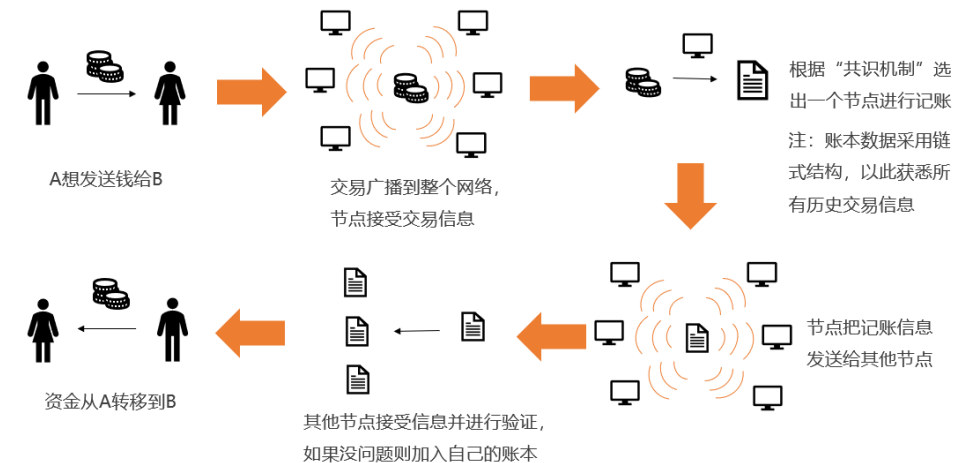 A想发送钱给B
交易广播到整个网络，
节点接受交易信息
根据“共识机制”选
出一个节点进行记账
注：账本数据采用链
式结构，以此获悉所
有历史交易信息
节点把记账信息
发送给其他节点
其他节点接受信息并进行验证，
如果没问题则加入自己的账本
资金从A转移到B